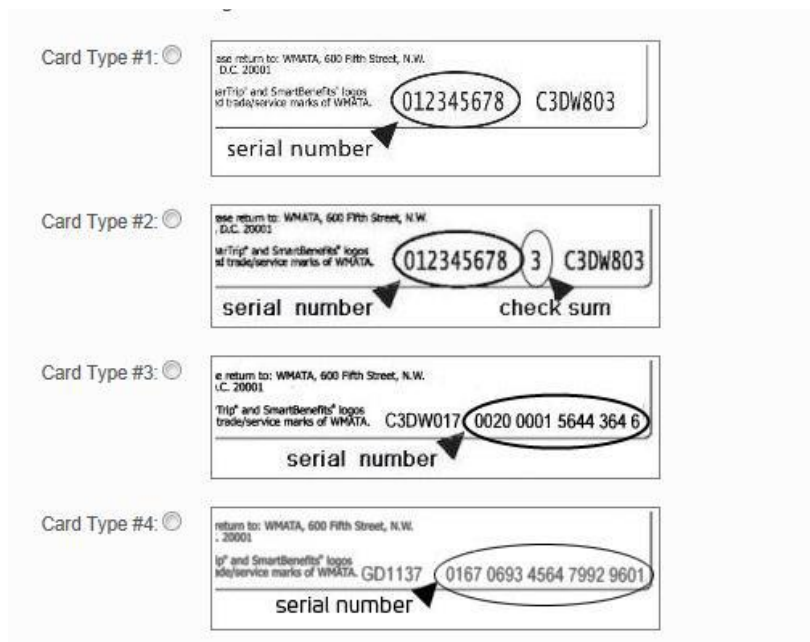 Card Type #1:
ase return to: WMATA, 600 Fifth Street, N.W.
D.C. 20001
arTrip® and SmartBenefits® logos
d trade/service marks of WMATA.
012345678 C3DW803
serial number
Card Type #2:
ase return to: WMATA, 600 Fifth Street, N.W.
, D.C. 20001
arTrip® and SmartBenefits® logos
d trade/service marks of WMATA.
012345678 3 C3DW803
serial number check sum
Card Type #3:
e return to: WMATA, 600 Fifth Street, N.W.
.C. 20001
Trip® and SmartBenefits® logos
trade/service marks of WMATA.
C3DW017 0020 0001 5644 364 6
serial number
Card Type #4:
return to: WMATA, 600 Fifth Street, N.W.
. 20001
ip® and SmartBenefits® logos
ade/service marks of WMATA.
GD1137 0167 0693 4564 7992 9601
serial number